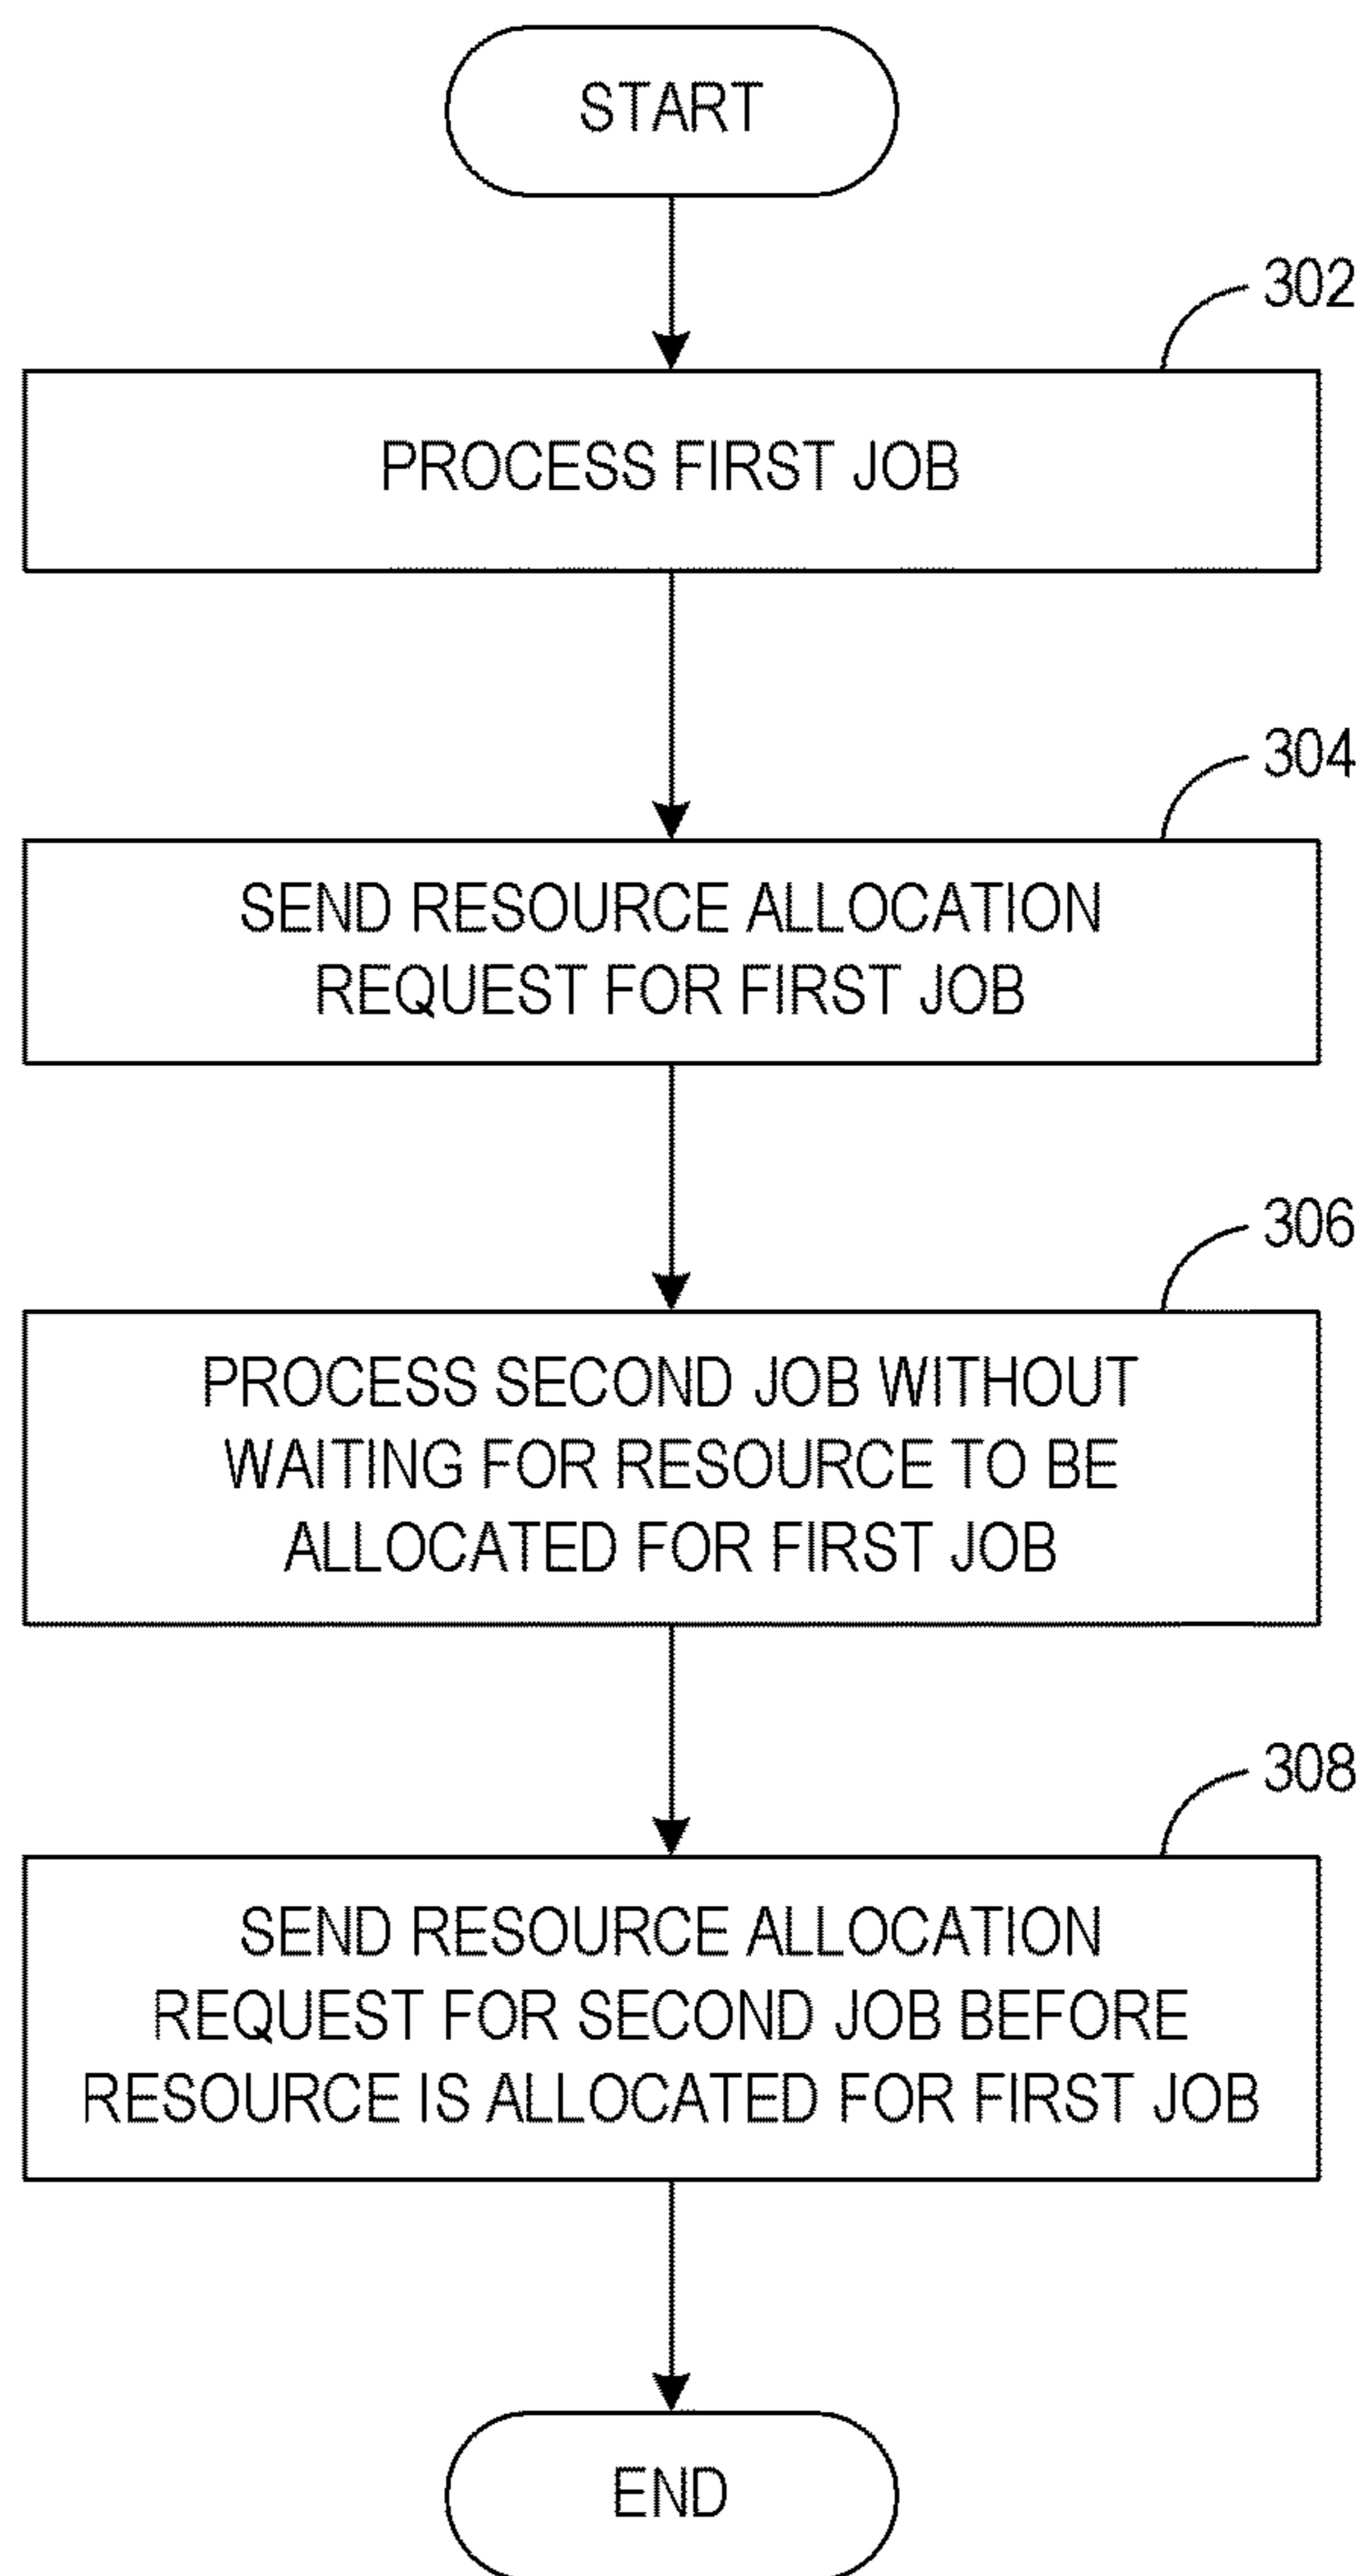 START
302
PROCESS FIRST JOB
304
SEND RESOURCE ALLOCATION
REQUEST FOR FIRST JOB
306
PROCESS SECOND JOB WITHOUT
WAITING FOR RESOURCE TO BE
ALLOCATED FOR FIRST JOB
308
SEND RESOURCE ALLOCATION
REQUEST FOR SECOND JOB BEFORE
RESOURCE IS ALLOCATED FOR FIRST JOB
END